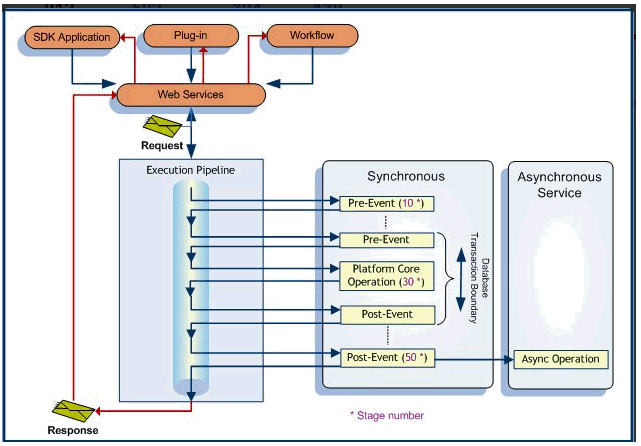 SDK Application
Plug-in
Workflow
Web Services
Request
Execution Pipeline
Synchronous
Asynchronous
Service
Pre-Event (10 *)
Pre-Event
Platform Core
Operation (30 *)
Post-Event
Database
Transaction Boundary
Post-Event (50 *)
Async Operation
* Stage number
Response